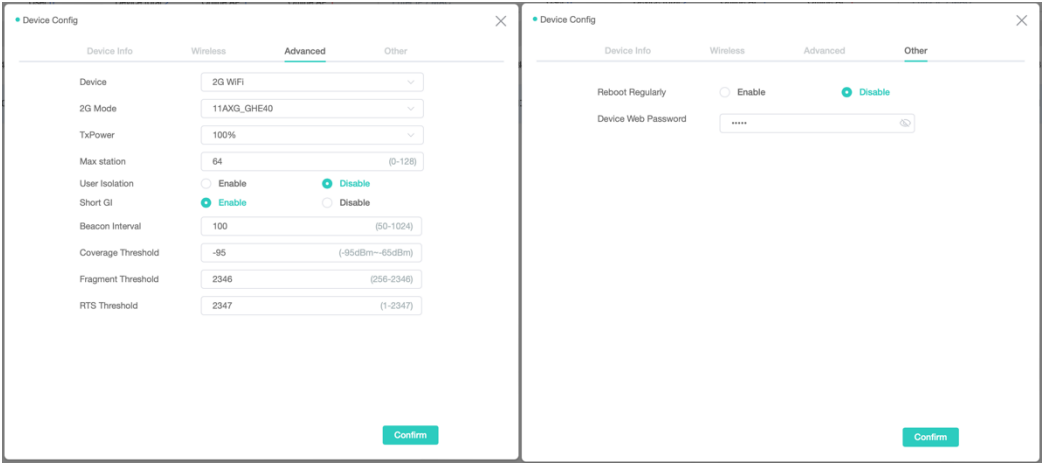 Device Config
Device Info Wireless Advanced Other
Device 2G WiFi
2G Mode 11AXG_GHE40
TxPower 100%
Max station 64 (0-128)
User Isolation Enable Disable
Short GI Enable Disable
Beacon Interval 100 (50-1024)
Coverage Threshold -95 (-95dBm~-65dBm)
Fragment Threshold 2346 (256-2346)
RTS Threshold 2347 (1-2347)
Confirm
Device Config
Device Info Wireless Advanced Other
Reboot Regularly Enable Disable
Device Web Password •••••
Confirm